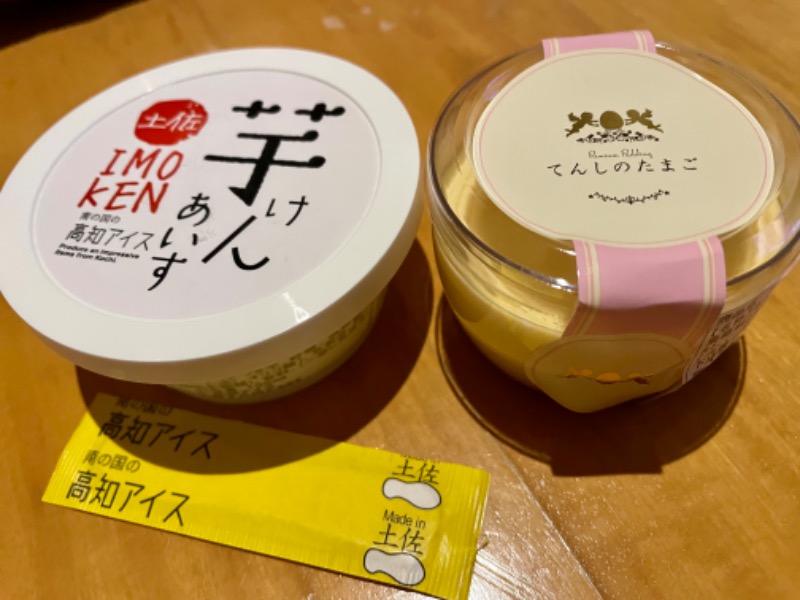 土佐
IMO
KEN
芋
けん
あいす
南の国の
高知アイス
Produce an impressive
items from Kochi.
Premium Pudding
てんしのたまご
南の国の
高知アイス
南の国の
高知アイス
Made in
土佐
Made in
土佐